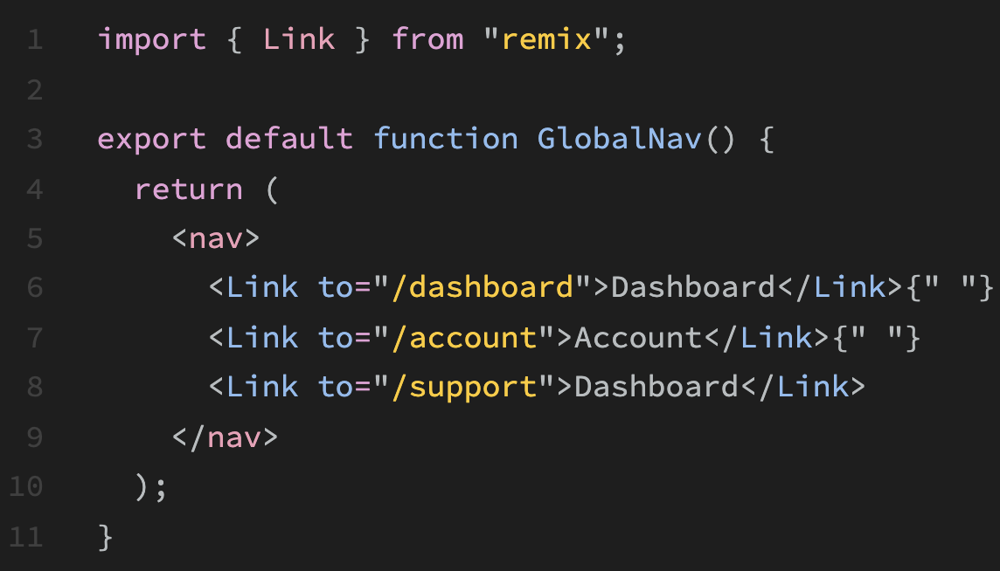 1 import { Link } from "remix";
2
3 export default function GlobalNav() {
4   return (
5     <nav>
6       <Link to="/dashboard">Dashboard</Link>{" "}
7       <Link to="/account">Account</Link>{" "}
8       <Link to="/support">Dashboard</Link>
9     </nav>
10   );
11 }